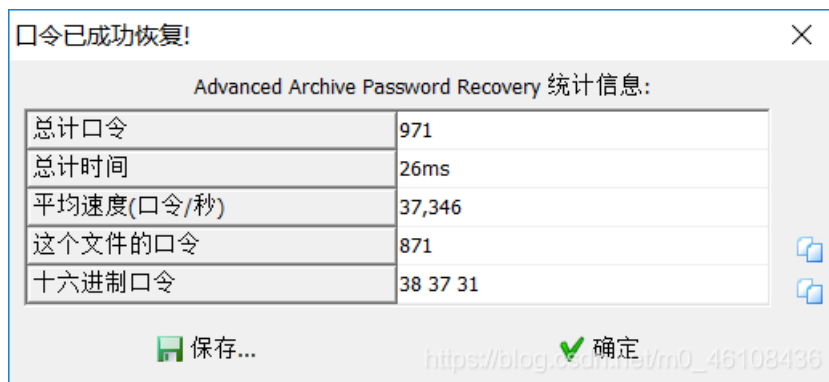 口令已成功恢复!
Advanced Archive Password Recovery 统计信息:
总计口令 971
总计时间 26ms
平均速度(口令/秒) 37,346
这个文件的口令 871
十六进制口令 38 37 31
保存... 确定
https://blog.csdn.net/m0_46108436